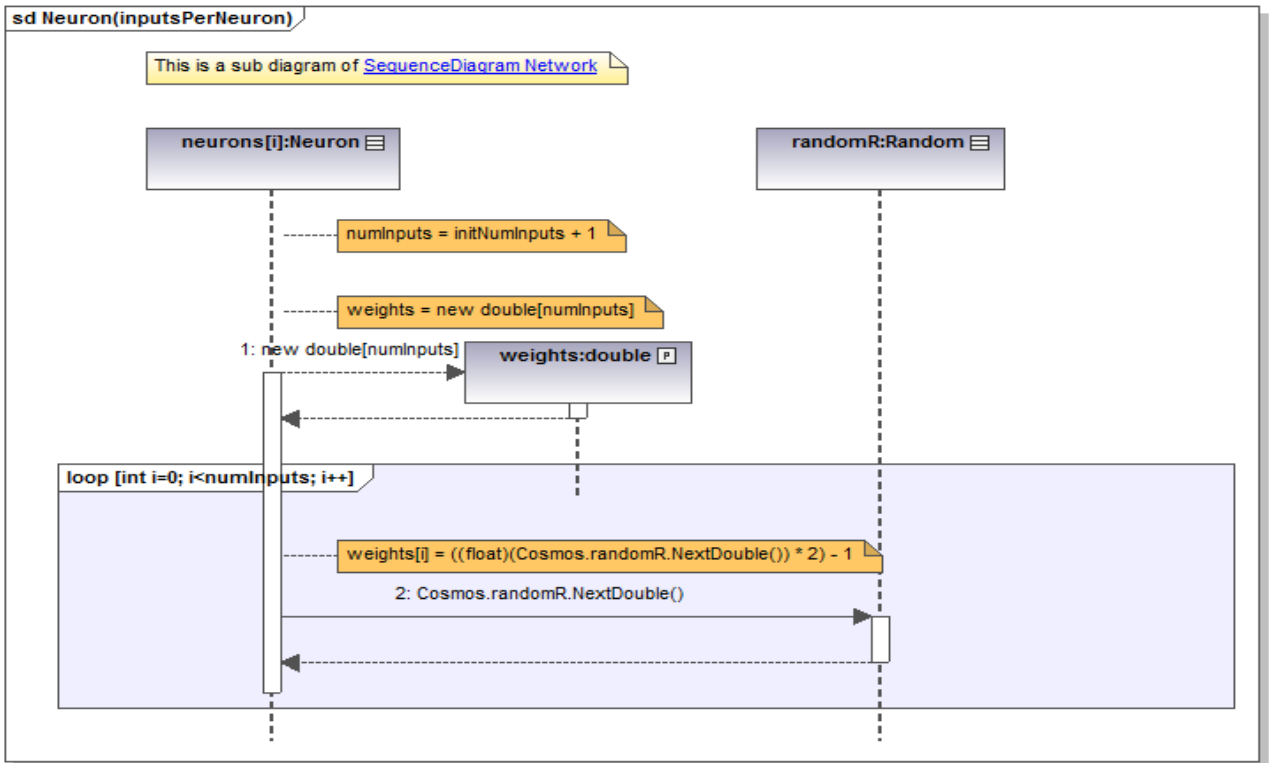 sd Neuron(inputsPerNeuron)
This is a sub diagram of SequenceDiagram Network
neurons[i]:Neuron
randomR:Random
numInputs = initNumInputs + 1
weights = new double[numInputs]
1: new double[numInputs]
weights:double P
loop [int i=0; i<numInputs; i++]
weights[i] = ((float)(Cosmos.randomR.NextDouble()) * 2) - 1
2: Cosmos.randomR.NextDouble()